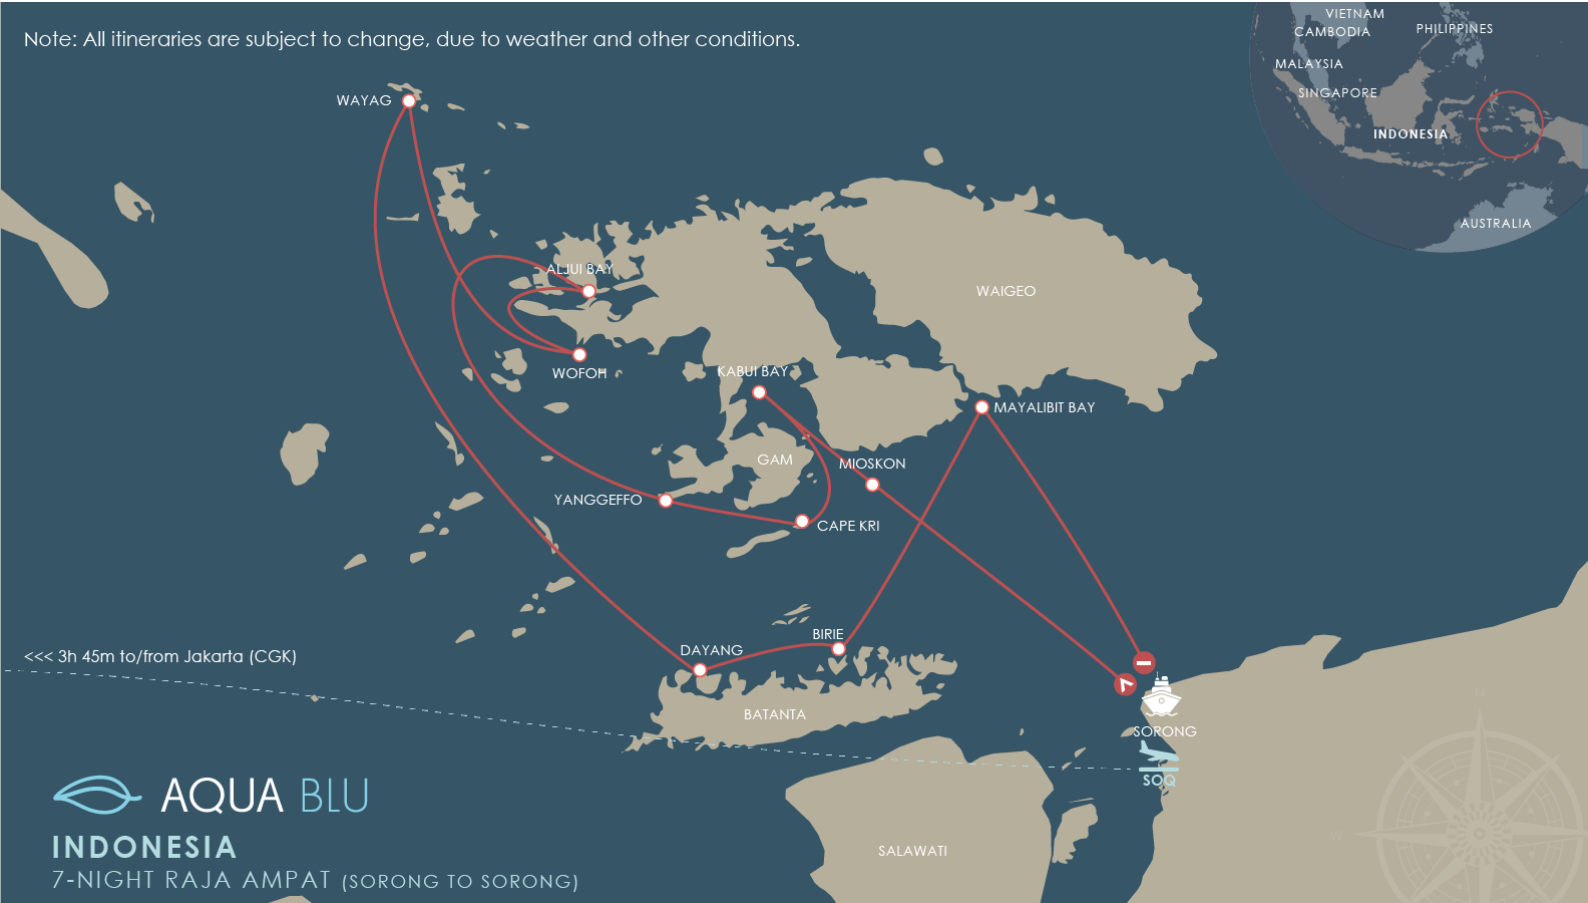 Note: All itineraries are subject to change, due to weather and other conditions.
VIETNAM
CAMBODIA
PHILIPPINES
MALAYSIA
SINGAPORE
INDONESIA
AUSTRALIA
WAYAG
ALJUI BAY
WAIGEO
WOFOH
KABUI BAY
MAYALIBIT BAY
GAM
MIOSKON
YANGGEFFO
CAPE KRI
BIRIE
DAYANG
<<< 3h 45m to/from Jakarta (CGK)
BATANTA
SORONG
SOQ
SALAWATI
AQUA BLU
INDONESIA
7-NIGHT RAJA AMPAT (SORONG TO SORONG)